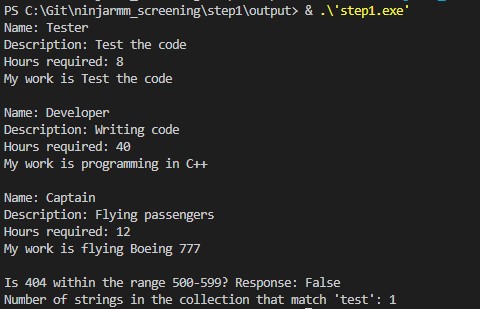 PS C:\Git\ninjarmm_screening\step1\output> & .\'step1.exe'
Name: Tester
Description: Test the code
Hours required: 8
My work is Test the code
Name: Developer
Description: Writing code
Hours required: 40
My work is programming in C++
Name: Captain
Description: Flying passengers
Hours required: 12
My work is flying Boeing 777
Is 404 within the range 500-599? Response: False
Number of strings in the collection that match 'test': 1